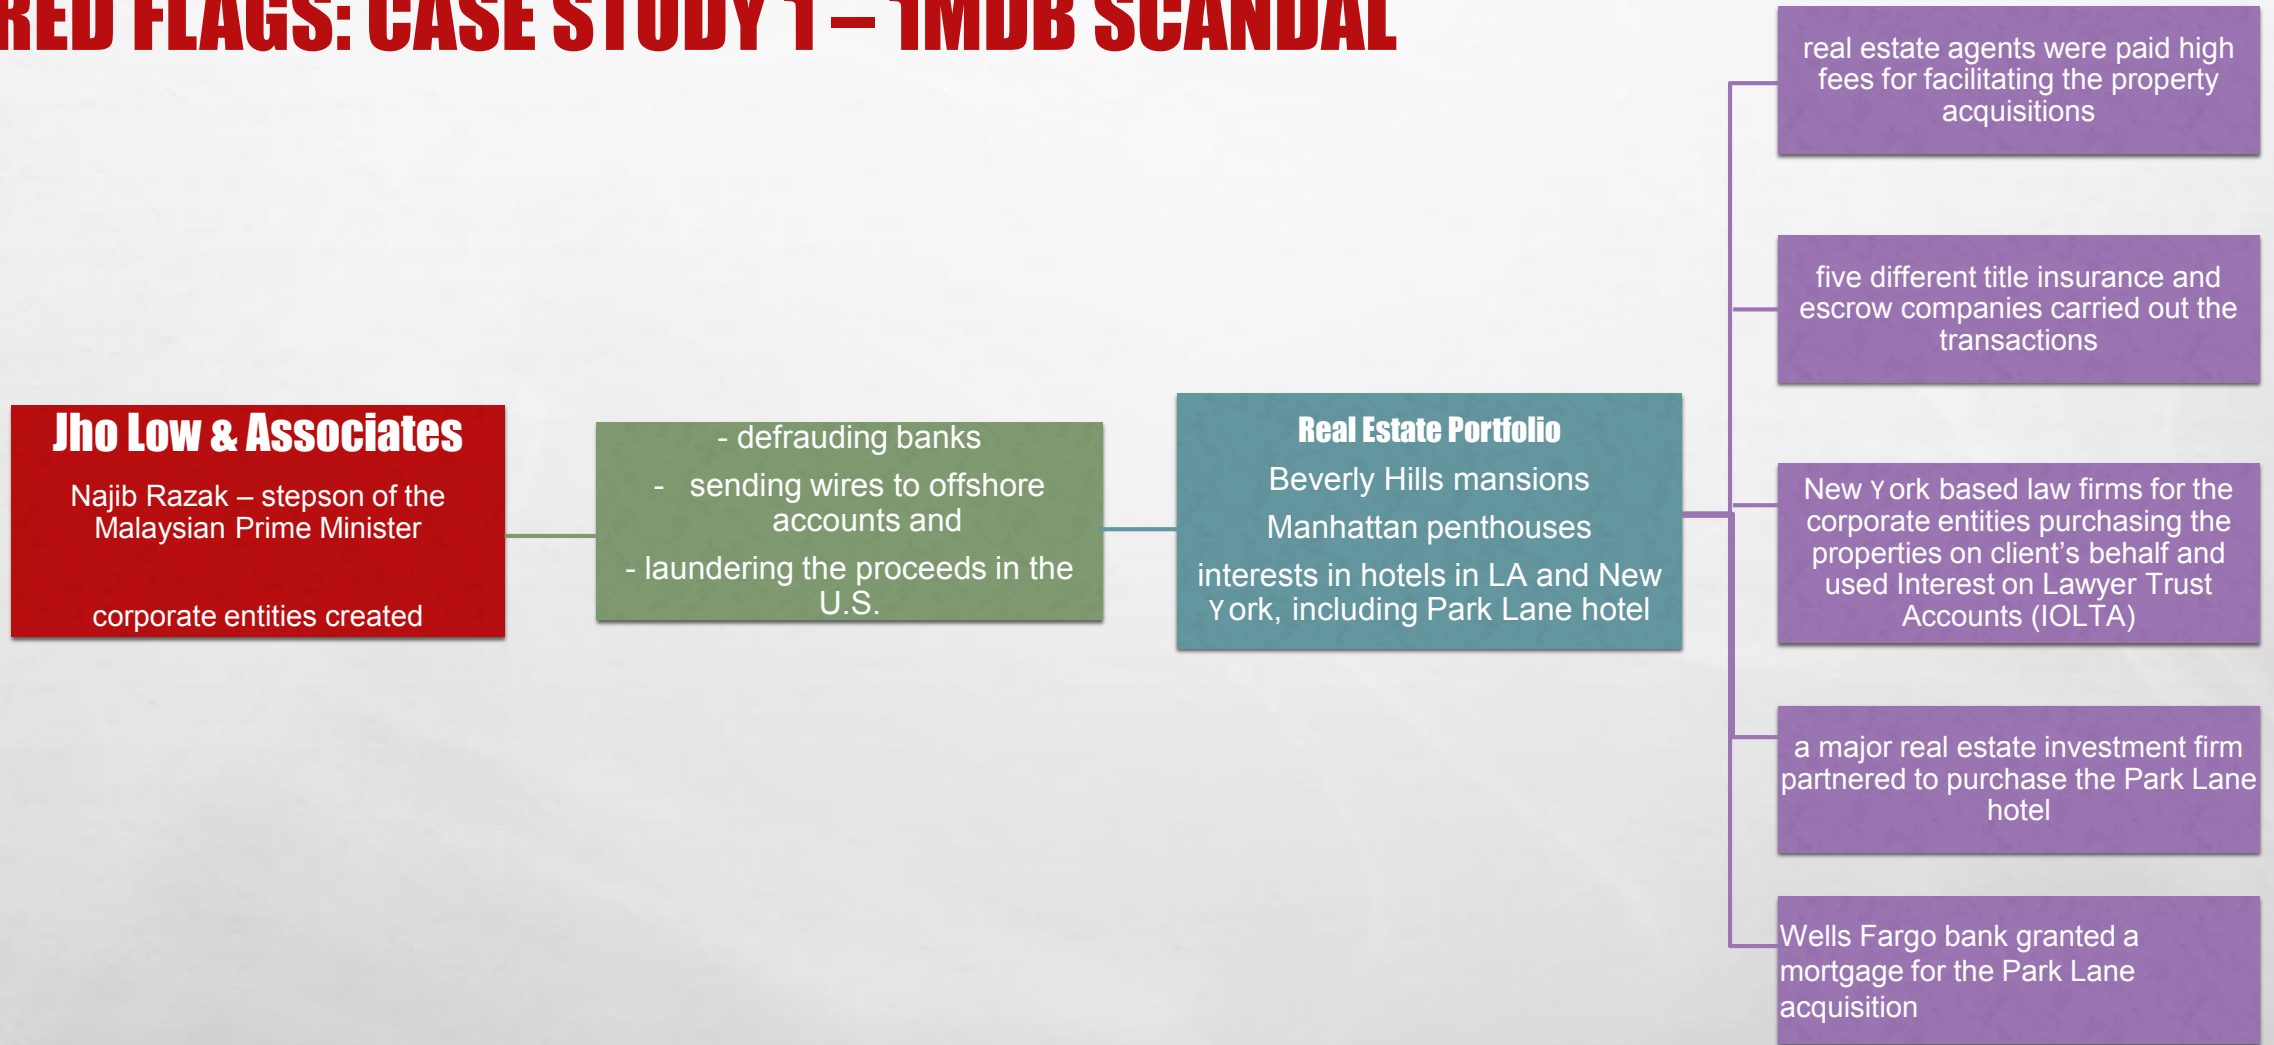 RED FLAGS: CASE STUDY 1 – 1MDB SCANDAL
Jho Low & Associates
Najib Razak – stepson of the
Malaysian Prime Minister
corporate entities created
- defrauding banks
- sending wires to offshore
accounts and
- laundering the proceeds in the
U.S.
Real Estate Portfolio
Beverly Hills mansions
Manhattan penthouses
interests in hotels in LA and New
York, including Park Lane hotel
real estate agents were paid high
fees for facilitating the property
acquisitions
five different title insurance and
escrow companies carried out the
transactions
New York based law firms for the
corporate entities purchasing the
properties on client’s behalf and
used Interest on Lawyer Trust
Accounts (IOLTA)
a major real estate investment firm
partnered to purchase the Park Lane
hotel
Wells Fargo bank granted a
mortgage for the Park Lane
acquisition